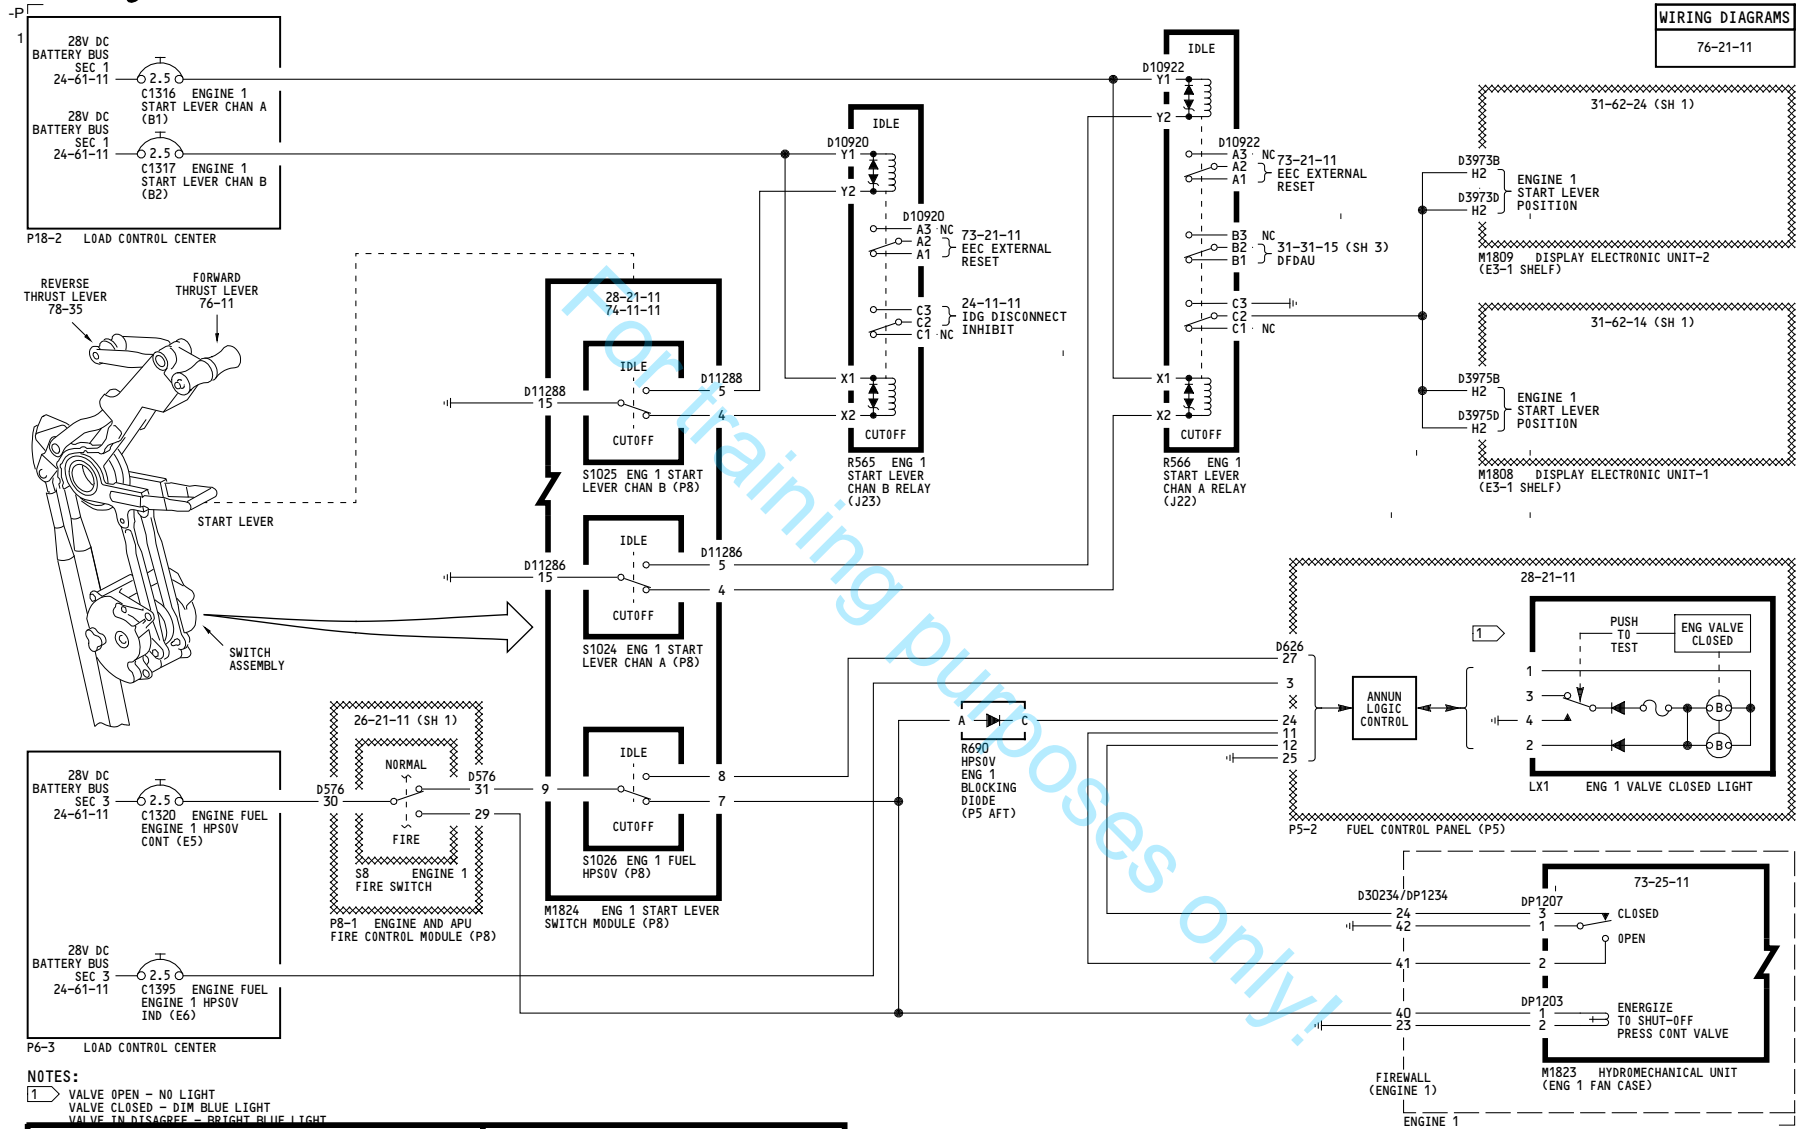 -P
1
WIRING DIAGRAMS
76-21-11
28V DC
BATTERY BUS
SEC 1
24-61-11
2.5
C1316 ENGINE 1
START LEVER CHAN A
(B1)
28V DC
BATTERY BUS
SEC 1
24-61-11
2.5
C1317 ENGINE 1
START LEVER CHAN B
(B2)
P18-2 LOAD CONTROL CENTER
REVERSE
THRUST LEVER
78-35
FORWARD
THRUST LEVER
76-11
START LEVER
SWITCH
ASSEMBLY
28-21-11
74-11-11
IDLE
D11288
15
D11288
5
4
CUTOFF
S1025 ENG 1 START
LEVER CHAN B (P8)
IDLE
D11286
15
D11286
5
4
CUTOFF
S1024 ENG 1 START
LEVER CHAN A (P8)
IDLE
9
8
7
CUTOFF
S1026 ENG 1 FUEL
HPSOV (P8)
M1824 ENG 1 START LEVER
SWITCH MODULE (P8)
IDLE
D10920
Y1
Y2
D10920
A3 NC
A2
A1
73-21-11
EEC EXTERNAL
RESET
C3
C2
C1 NC
24-11-11
IDG DISCONNECT
INHIBIT
X1
X2
CUTOFF
R565 ENG 1
START LEVER
CHAN B RELAY
(J23)
IDLE
D10922
Y1
Y2
D10922
A3 NC
A2
A1
73-21-11
EEC EXTERNAL
RESET
B3 NC
B2
B1
31-31-15 (SH 3)
DFDAU
C3
C2
C1 NC
X1
X2
CUTOFF
R566 ENG 1
START LEVER
CHAN A RELAY
(J22)
31-62-24 (SH 1)
D3973B
H2
D3973D
H2
ENGINE 1
START LEVER
POSITION
M1809 DISPLAY ELECTRONIC UNIT-2
(E3-1 SHELF)
31-62-14 (SH 1)
D3975B
H2
D3975D
H2
ENGINE 1
START LEVER
POSITION
M1808 DISPLAY ELECTRONIC UNIT-1
(E3-1 SHELF)
28V DC
BATTERY BUS
SEC 3
24-61-11
2.5
C1320 ENGINE FUEL
ENGINE 1 HPSOV
CONT (E5)
28V DC
BATTERY BUS
SEC 3
24-61-11
2.5
C1395 ENGINE FUEL
ENGINE 1 HPSOV
IND (E6)
P6-3 LOAD CONTROL CENTER
26-21-11 (SH 1)
NORMAL
D576
30
D576
31
29
FIRE
S8 ENGINE 1
FIRE SWITCH
P8-1 ENGINE AND APU
FIRE CONTROL MODULE (P8)
A
C
R690
HPSOV
ENG 1
BLOCKING
DIODE
(P5 AFT)
28-21-11
D626
27
3
24
11
12
25
ANNUN
LOGIC
CONTROL
1
PUSH
TO
TEST
ENG VALVE
CLOSED
1
3
4
2
B
B
LX1 ENG 1 VALVE CLOSED LIGHT
P5-2 FUEL CONTROL PANEL (P5)
D30234/DP1234
24
42
41
40
23
73-25-11
DP1207
3
1
2
CLOSED
OPEN
DP1203
1
2
ENERGIZE
TO SHUT-OFF
PRESS CONT VALVE
M1823 HYDROMECHANICAL UNIT
(ENG 1 FAN CASE)
FIREWALL
(ENGINE 1)
ENGINE 1
NOTES:
1 VALVE OPEN - NO LIGHT
VALVE CLOSED - DIM BLUE LIGHT
VALVE IN DISAGREE - BRIGHT BLUE LIGHT
For training purposes only!